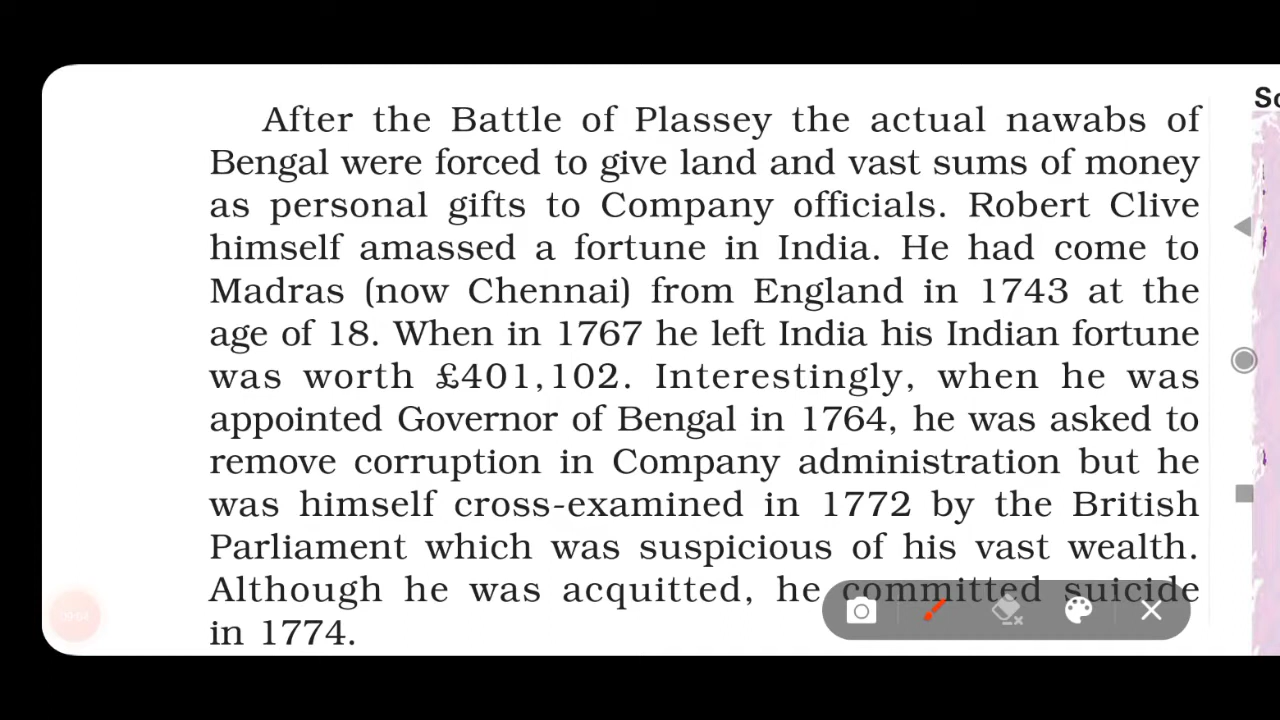 After the Battle of Plassey the actual nawabs of
Bengal were forced to give land and vast sums of money
as personal gifts to Company officials. Robert Clive
himself amassed a fortune in India. He had come to
Madras (now Chennai) from England in 1743 at the
age of 18. When in 1767 he left India his Indian fortune
was worth £401,102. Interestingly, when he was
appointed Governor of Bengal in 1764, he was asked to
remove corruption in Company administration but he
was himself cross-examined in 1772 by the British
Parliament which was suspicious of his vast wealth.
Although he was acquitted, he committed suicide
in 1774.